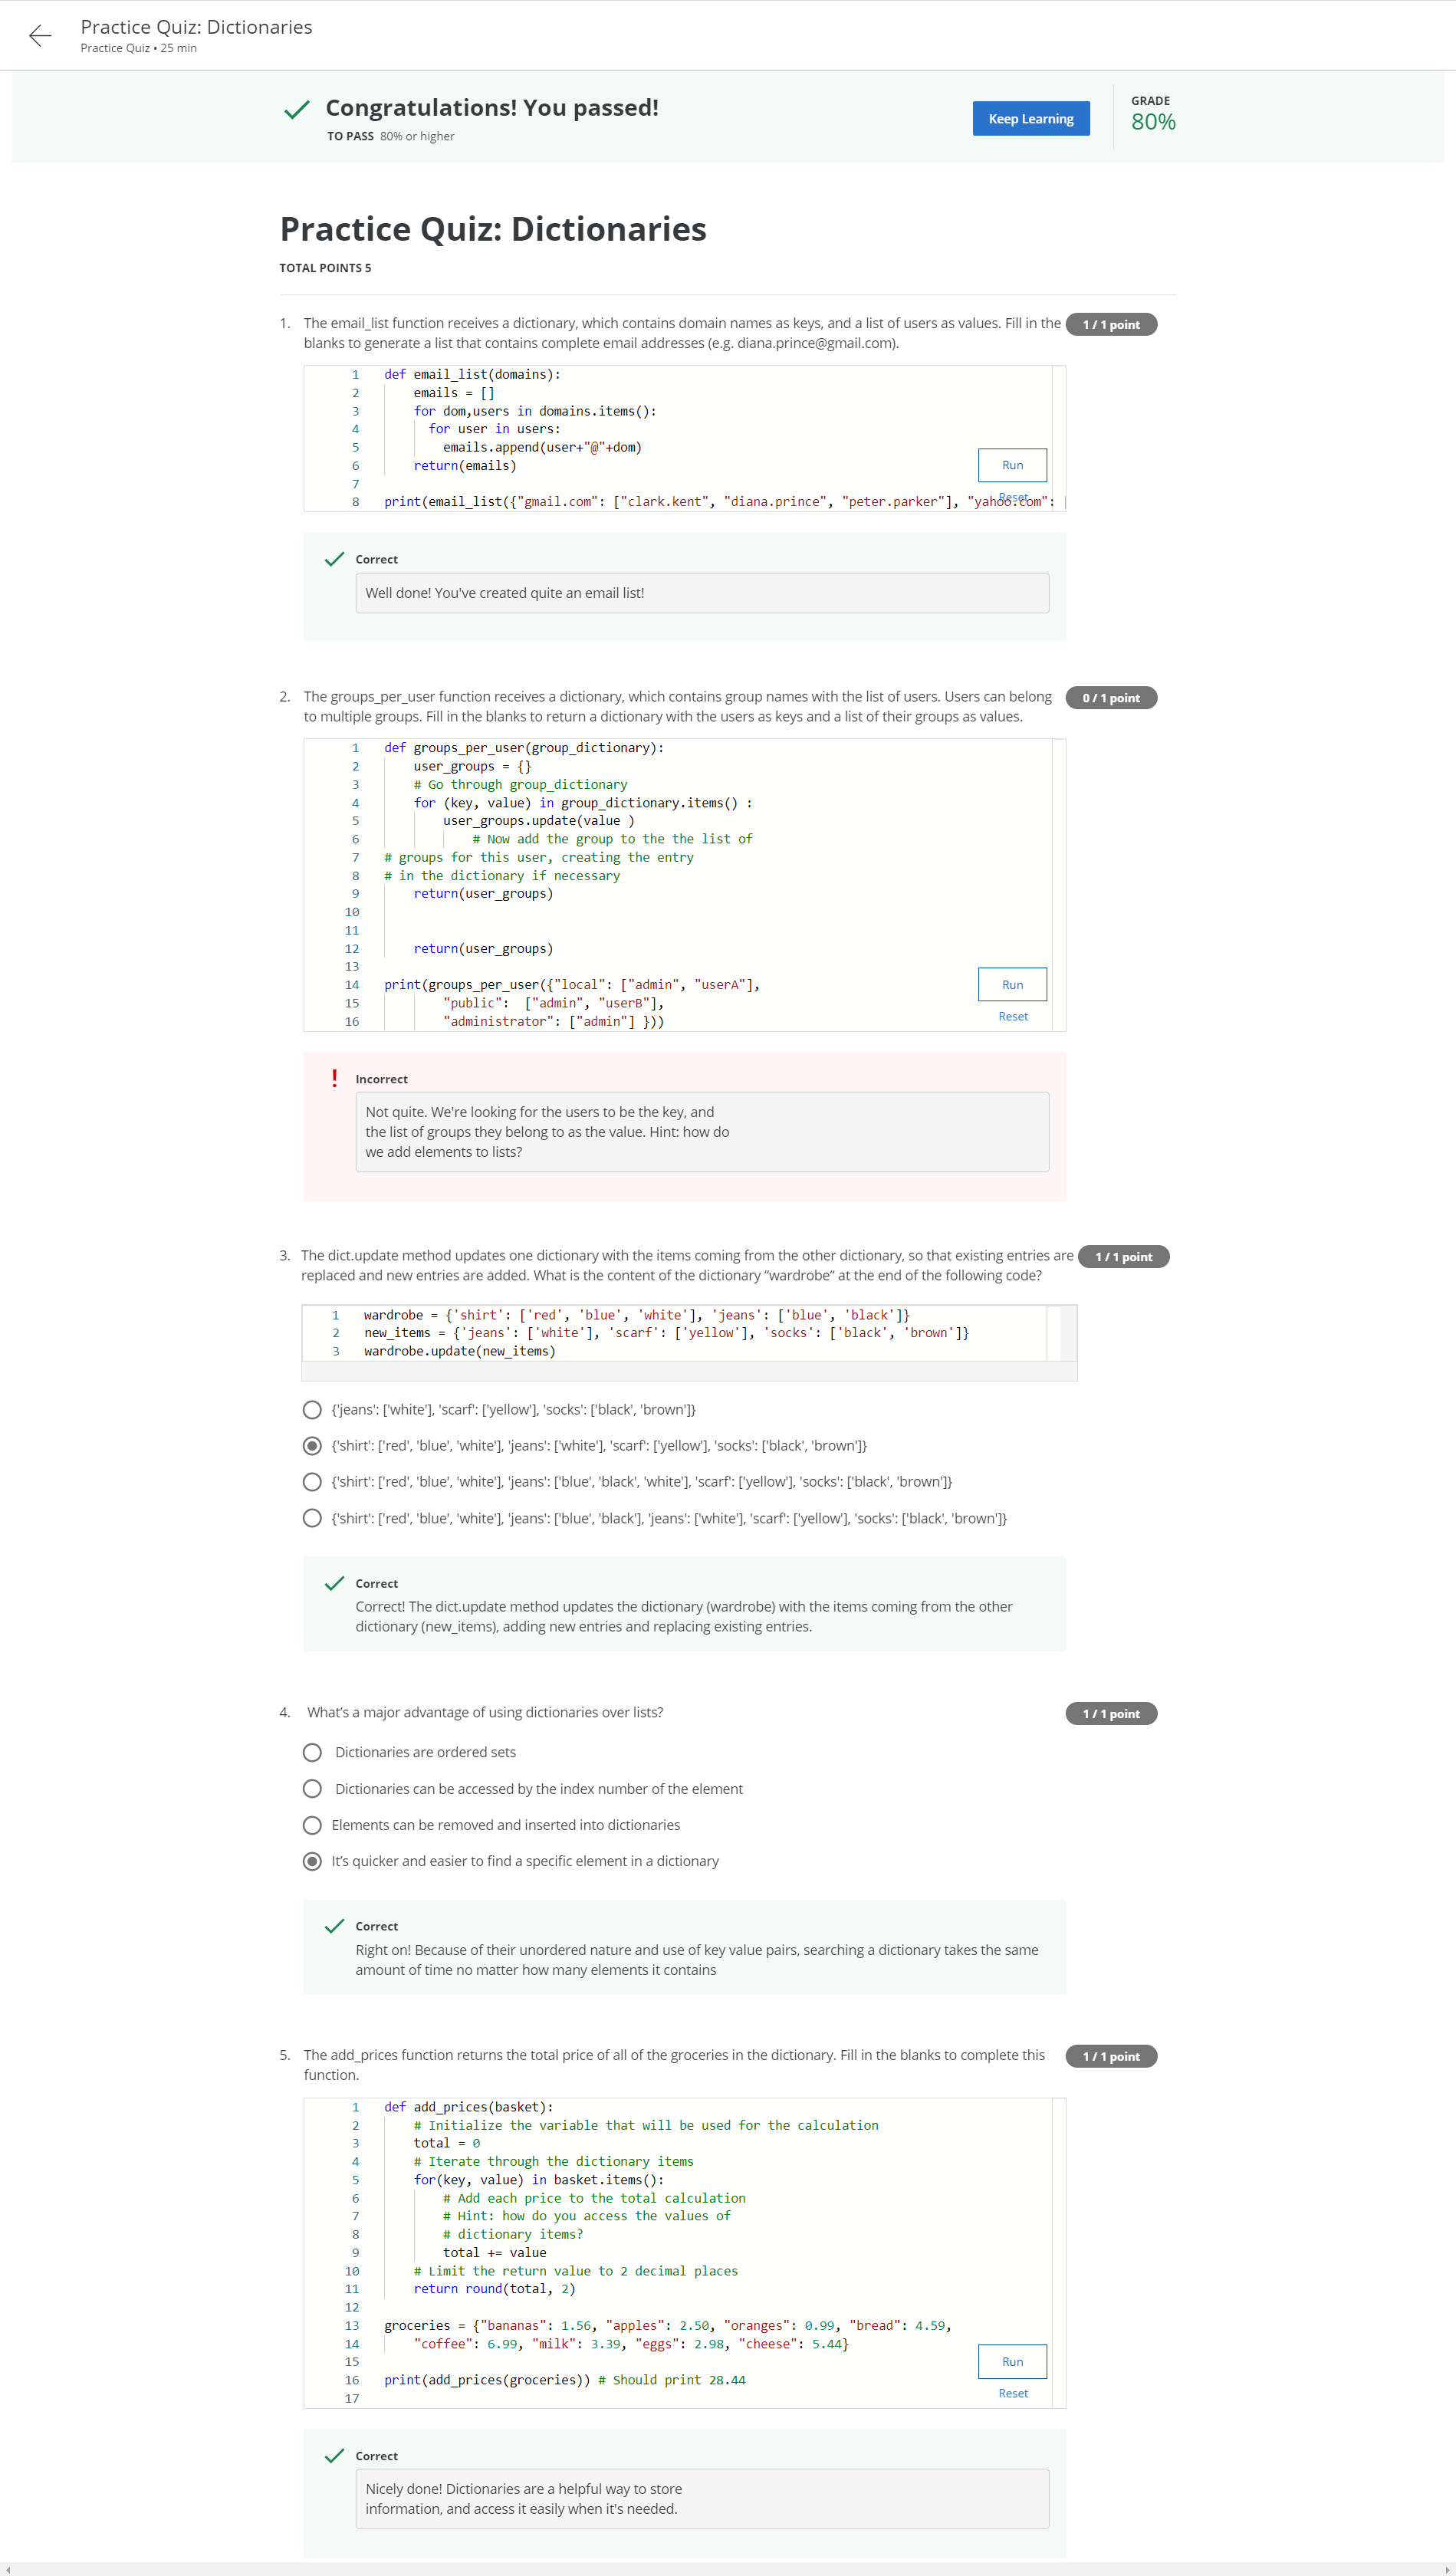 Practice Quiz: Dictionaries
Practice Quiz • 25 min
Congratulations! You passed!
TO PASS 80% or higher
Keep Learning
GRADE
80%
Practice Quiz: Dictionaries
TOTAL POINTS 5
1. The email_list function receives a dictionary, which contains domain names as keys, and a list of users as values. Fill in the
blanks to generate a list that contains complete email addresses (e.g. diana.prince@gmail.com).
1 / 1 point
1 def email_list(domains):
2 emails = []
3 for dom,users in domains.items():
4 for user in users:
5 emails.append(user+"@"+dom)
6 return(emails)
7
8 print(email_list({"gmail.com": ["clark.kent", "diana.prince", "peter.parker"], "yahoo.com": [
Run
Reset
Correct
Well done! You've created quite an email list!
2. The groups_per_user function receives a dictionary, which contains group names with the list of users. Users can belong
to multiple groups. Fill in the blanks to return a dictionary with the users as keys and a list of their groups as values.
0 / 1 point
1 def groups_per_user(group_dictionary):
2 user_groups = {}
3 # Go through group_dictionary
4 for (key, value) in group_dictionary.items() :
5 user_groups.update(value )
6 # Now add the group to the the list of
7 # groups for this user, creating the entry
8 # in the dictionary if necessary
9 return(user_groups)
10
11
12 return(user_groups)
13
14 print(groups_per_user({"local": ["admin", "userA"],
15 "public":  ["admin", "userB"],
16 "administrator": ["admin"] }))
Run
Reset
Incorrect
Not quite. We're looking for the users to be the key, and
the list of groups they belong to as the value. Hint: how do
we add elements to lists?
3. The dict.update method updates one dictionary with the items coming from the other dictionary, so that existing entries are
replaced and new entries are added. What is the content of the dictionary “wardrobe“ at the end of the following code?
1 / 1 point
1 wardrobe = {'shirt': ['red', 'blue', 'white'], 'jeans': ['blue', 'black']}
2 new_items = {'jeans': ['white'], 'scarf': ['yellow'], 'socks': ['black', 'brown']}
3 wardrobe.update(new_items)
{'jeans': ['white'], 'scarf': ['yellow'], 'socks': ['black', 'brown']}
{'shirt': ['red', 'blue', 'white'], 'jeans': ['white'], 'scarf': ['yellow'], 'socks': ['black', 'brown']}
{'shirt': ['red', 'blue', 'white'], 'jeans': ['blue', 'black', 'white'], 'scarf': ['yellow'], 'socks': ['black', 'brown']}
{'shirt': ['red', 'blue', 'white'], 'jeans': ['blue', 'black'], 'jeans': ['white'], 'scarf': ['yellow'], 'socks': ['black', 'brown']}
Correct
Correct! The dict.update method updates the dictionary (wardrobe) with the items coming from the other
dictionary (new_items), adding new entries and replacing existing entries.
4. What’s a major advantage of using dictionaries over lists?
1 / 1 point
Dictionaries are ordered sets
Dictionaries can be accessed by the index number of the element
Elements can be removed and inserted into dictionaries
It’s quicker and easier to find a specific element in a dictionary
Correct
Right on! Because of their unordered nature and use of key value pairs, searching a dictionary takes the same
amount of time no matter how many elements it contains
5. The add_prices function returns the total price of all of the groceries in the dictionary. Fill in the blanks to complete this
function.
1 / 1 point
1 def add_prices(basket):
2 # Initialize the variable that will be used for the calculation
3 total = 0
4 # Iterate through the dictionary items
5 for(key, value) in basket.items():
6 # Add each price to the total calculation
7 # Hint: how do you access the values of
8 # dictionary items?
9 total += value
10 # Limit the return value to 2 decimal places
11 return round(total, 2)
12
13 groceries = {"bananas": 1.56, "apples": 2.50, "oranges": 0.99, "bread": 4.59,
14 "coffee": 6.99, "milk": 3.39, "eggs": 2.98, "cheese": 5.44}
15
16 print(add_prices(groceries)) # Should print 28.44
17
Run
Reset
Correct
Nicely done! Dictionaries are a helpful way to store
information, and access it easily when it's needed.